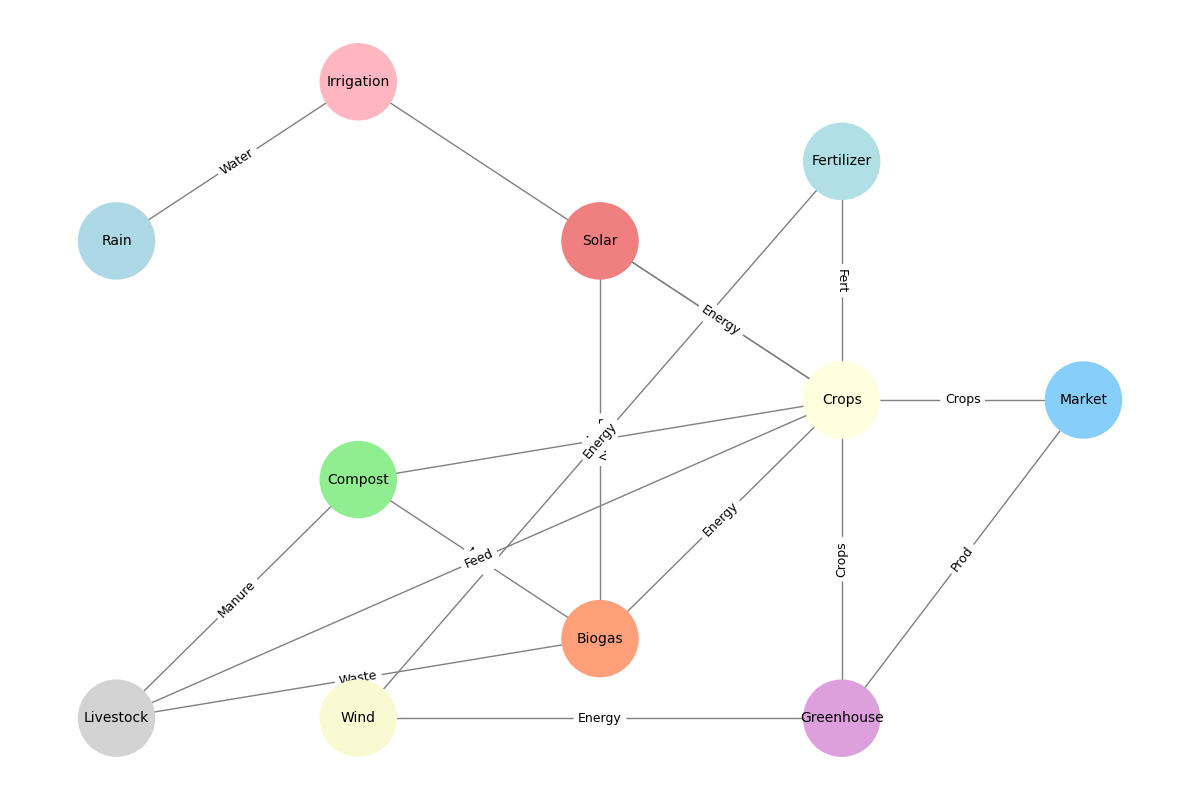 Irrigation
Water
Fertilizer
Rain
Solar
Fert
Energy
Crops
Crops
Market
Energy
Compost
Energy
Feed
Crops
Prod
Manure
Biogas
Waste
Livestock
Wind
Energy
Greenhouse